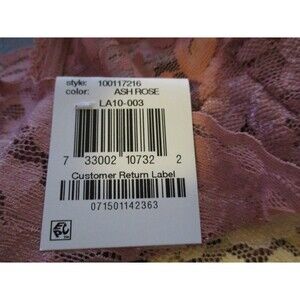 style: 100117216
color: ASH ROSE
LA10-003
7 33002 10732 2
Customer Return Label
071501142363